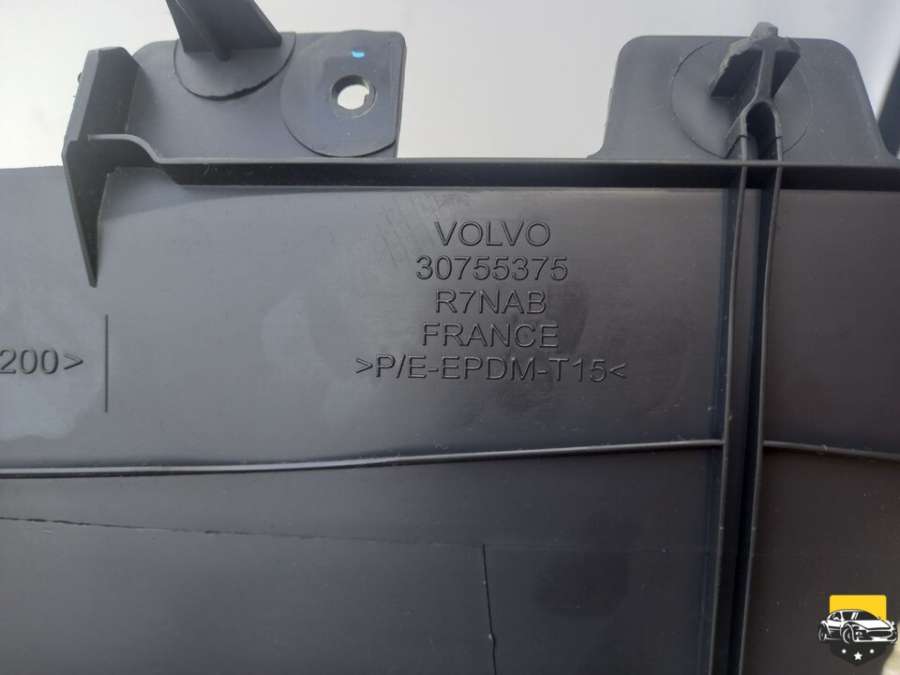 VOLVO
30755375
R7NAB
FRANCE
200> >P/E-EPDM-T15<